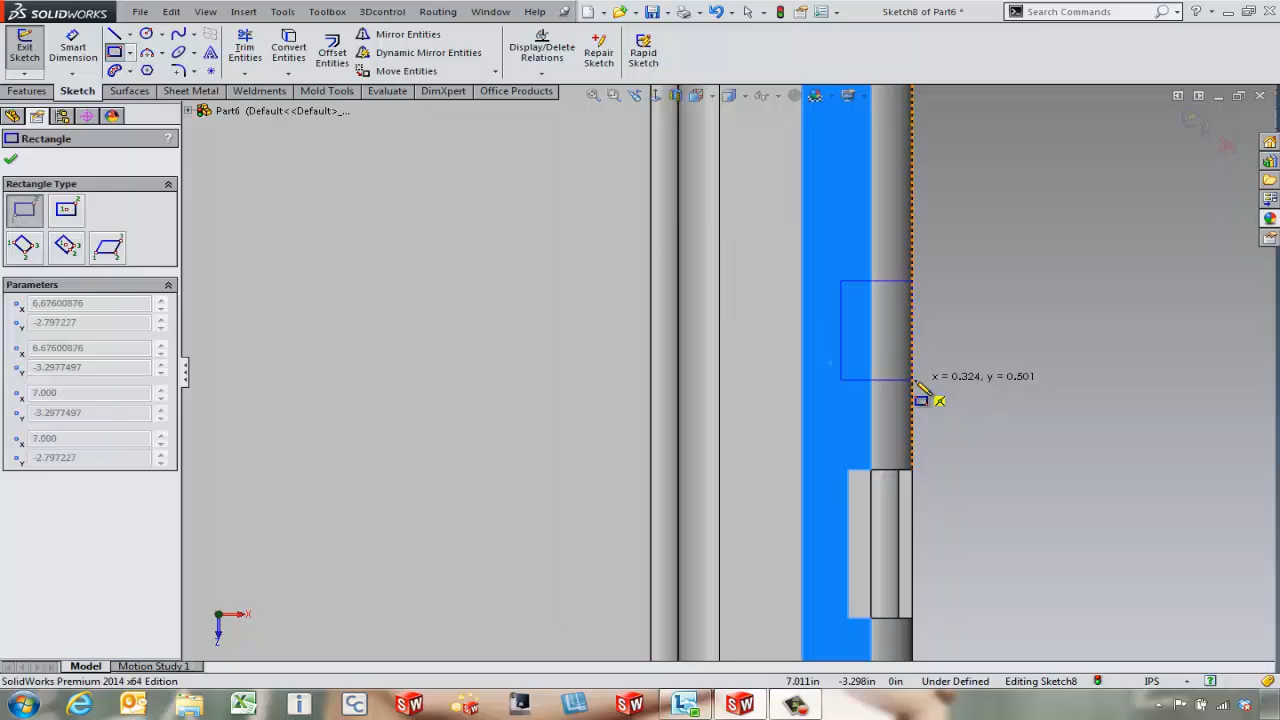 SOLIDWORKS File Edit View Insert Tools Toolbox 3Dcontrol Routing Window Help Sketch8 of Part6 * Search Commands
Exit Sketch
Smart Dimension
Trim Entities
Convert Entities
Offset Entities
Mirror Entities
Dynamic Mirror Entities
Move Entities
Display/Delete Relations
Repair Sketch
Rapid Sketch
Features Sketch Surfaces Sheet Metal Weldments Mold Tools Evaluate DimXpert Office Products
Part6 (Default<<Default>_...
Rectangle ?
Rectangle Type
Parameters
X 6.67600876
Y -2.797227
X 6.67600876
Y -3.2977497
X 7.000
Y -3.2977497
X 7.000
Y -2.797227
x = 0.324, y = 0.501
X
Z
Model Motion Study 1
SolidWorks Premium 2014 x64 Edition 7.011in -3.298in 0in Under Defined Editing Sketch8 IPS ?